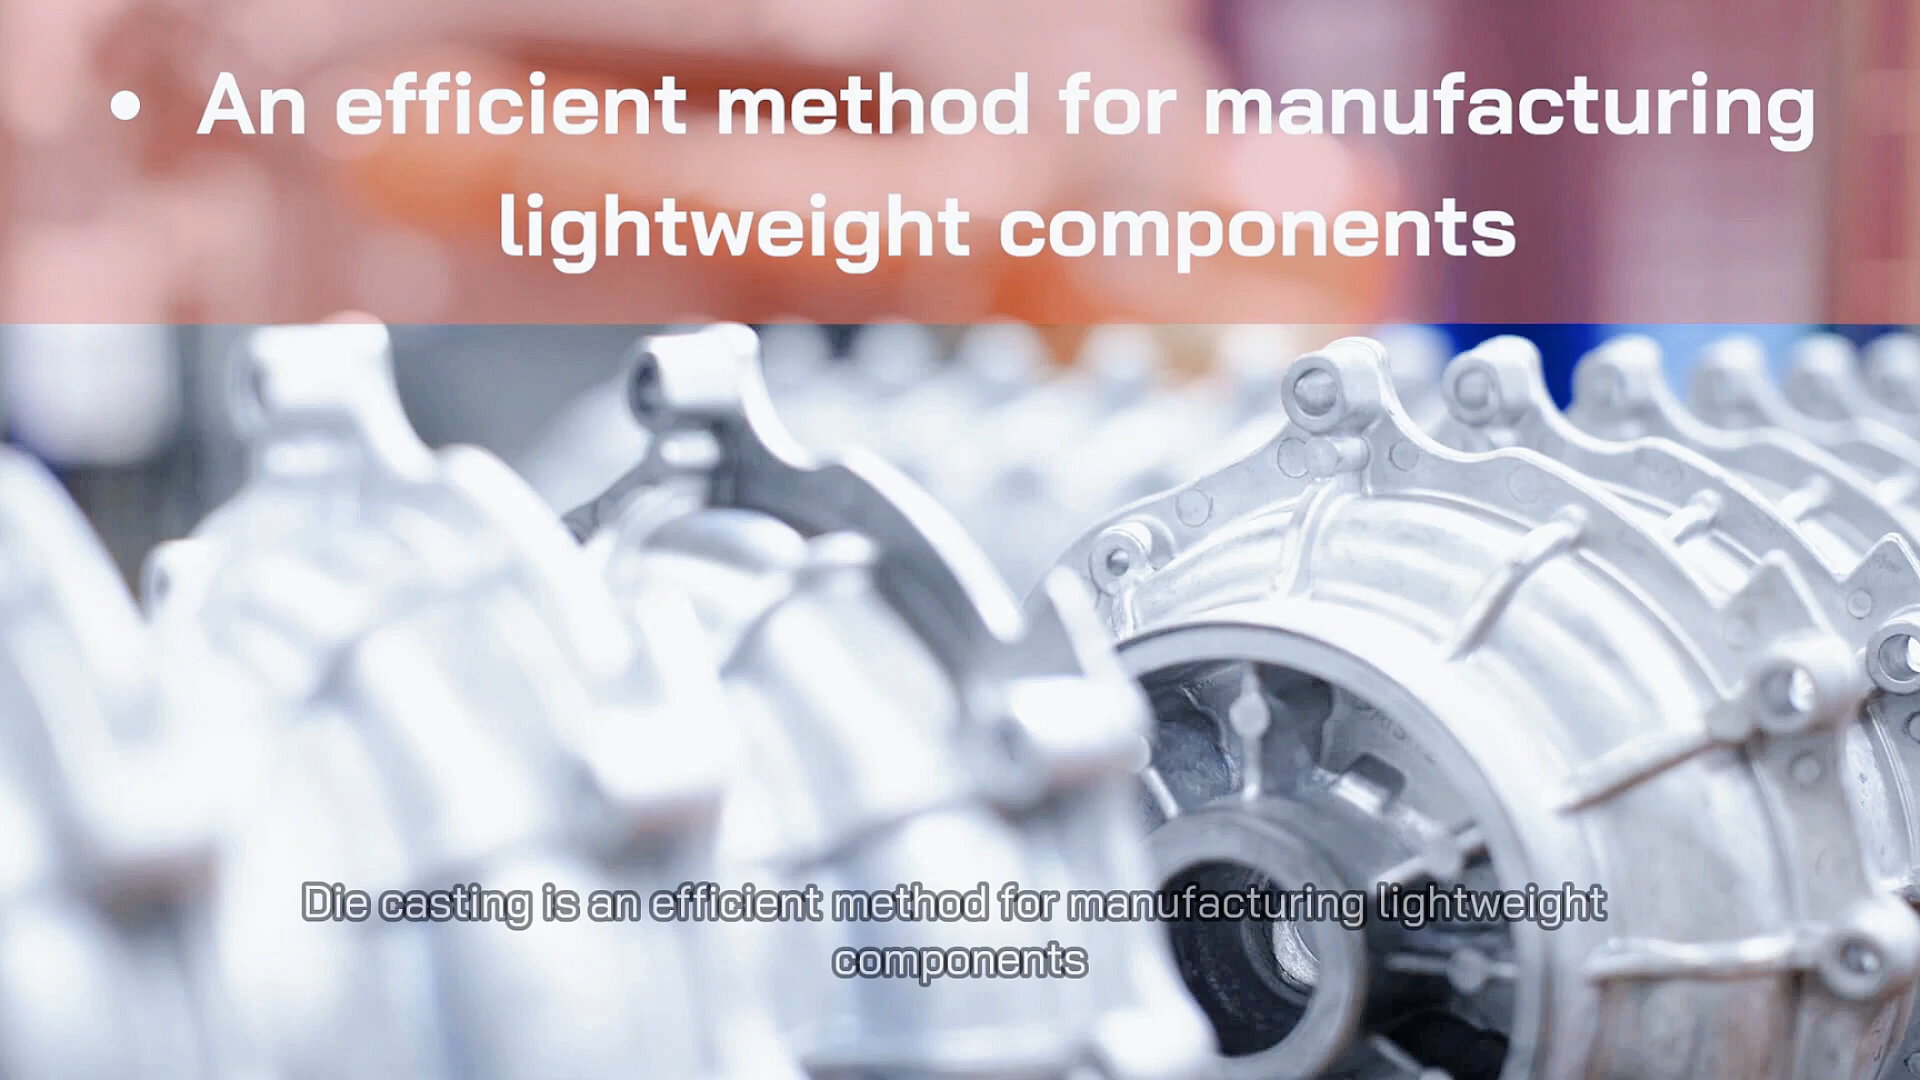 • An efficient method for manufacturing
lightweight components
Die casting is an efficient method for manufacturing lightweight
components